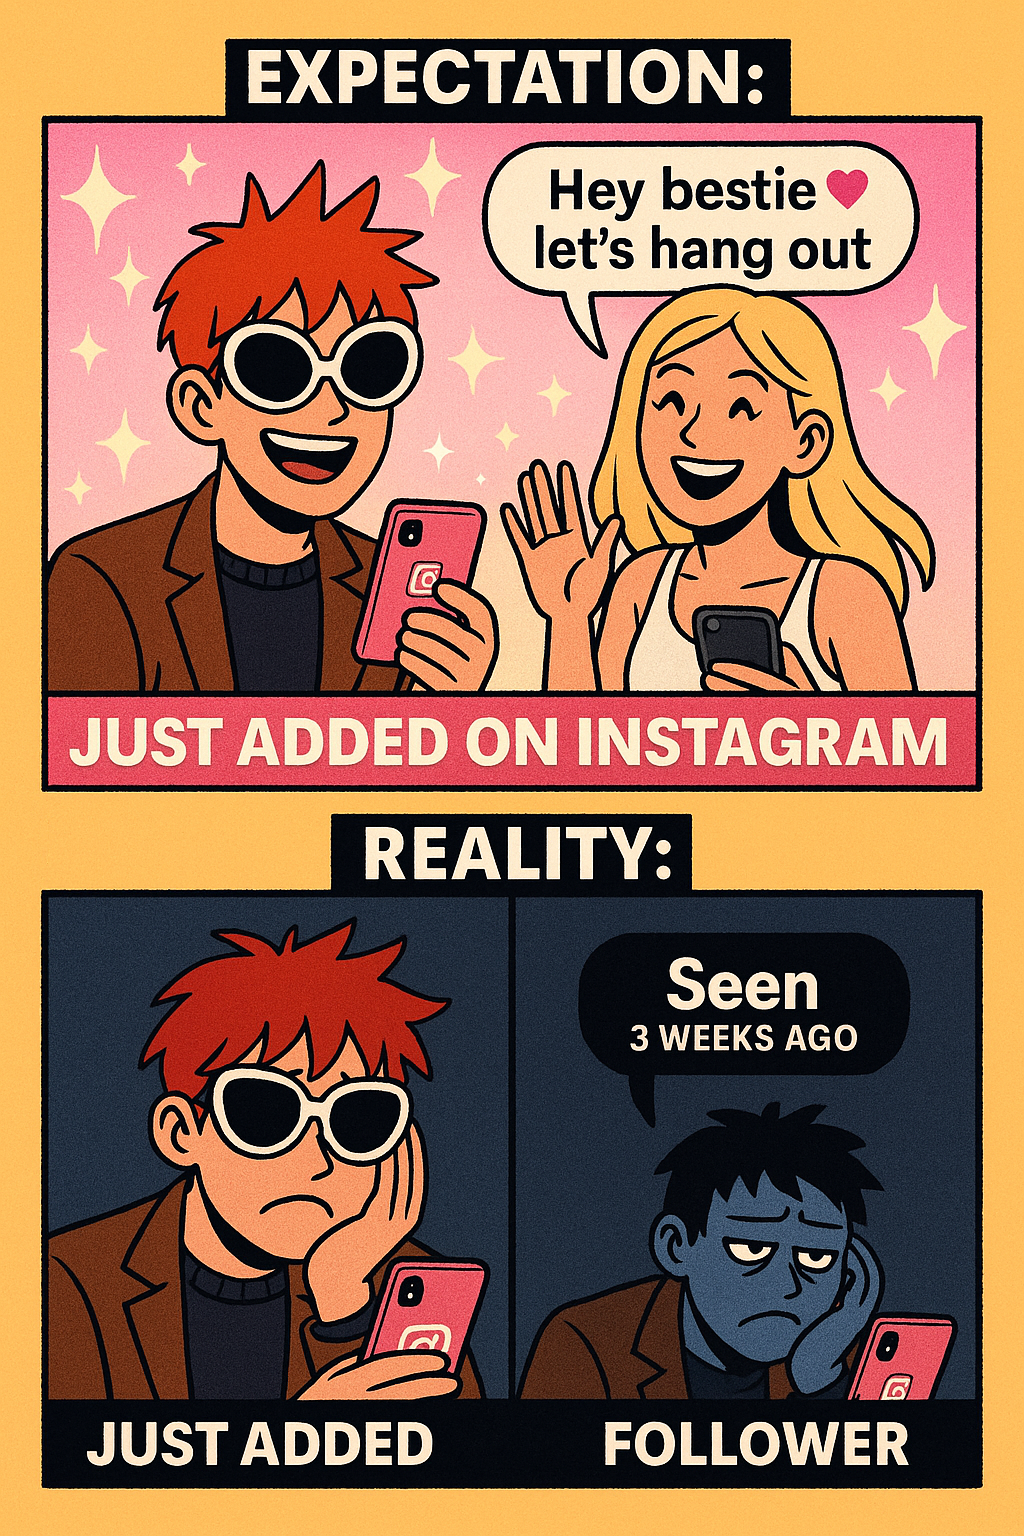 EXPECTATION:
Hey bestie♥
let's hang out
JUST ADDED ON INSTAGRAM
REALITY:
Seen
3 WEEKS AGO
JUST ADDED
FOLLOWER